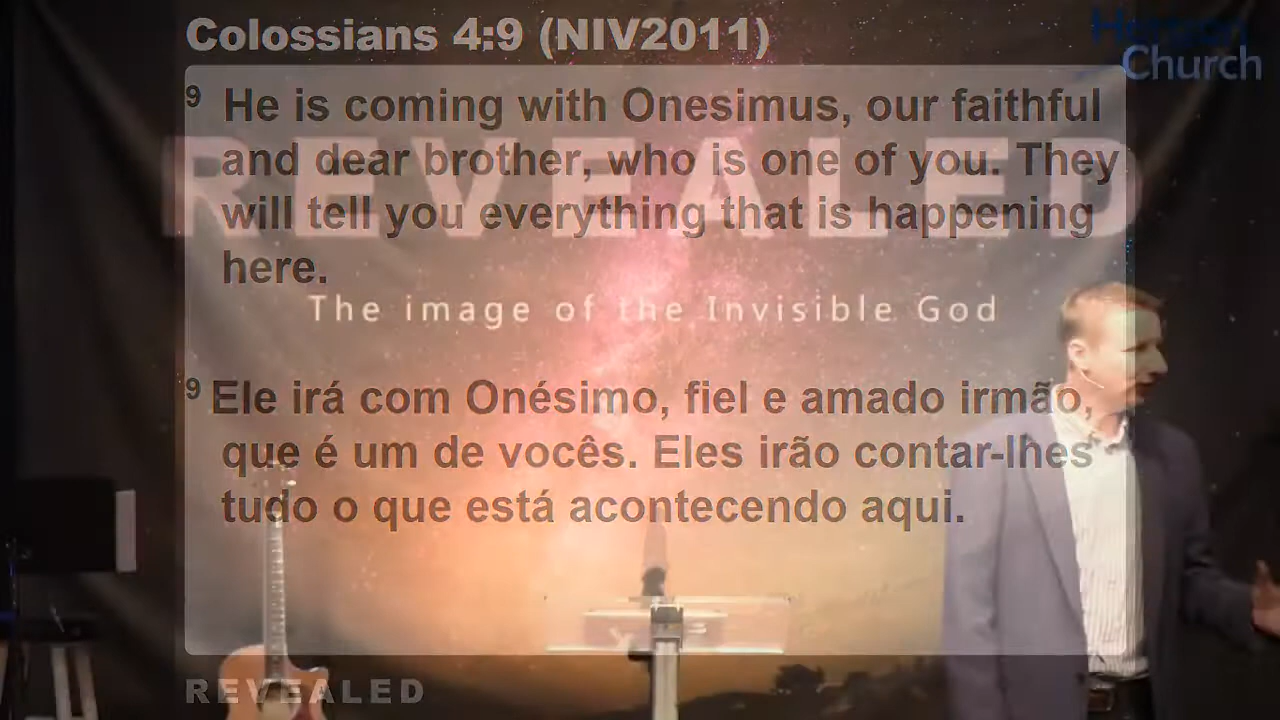 Colossians 4:9 (NIV2011)
Horizon
Church
9 He is coming with Onesimus, our faithful
and dear brother, who is one of you. They
REVEALED
will tell you everything that is happening
here.
The image of the Invisible God
9 Ele irá com Onésimo, fiel e amado irmão,
que é um de vocês. Eles irão contar-lhes
tudo o que está acontecendo aqui.
REVEALED